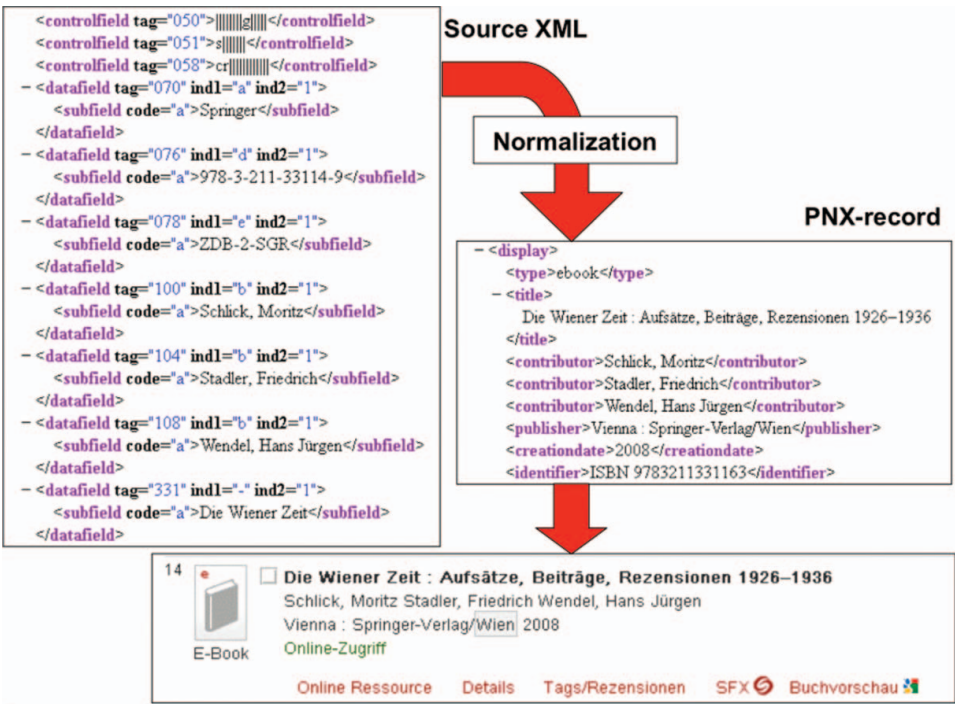 <controlfield tag="050">||||||||g|||||</controlfield>
<controlfield tag="051">s|||||||</controlfield>
<controlfield tag="058">cr||||||||||||</controlfield>
– <datafield tag="070" ind1="a" ind2="1">
<subfield code="a">Springer</subfield>
</datafield>
– <datafield tag="076" ind1="d" ind2="1">
<subfield code="a">978-3-211-33114-9</subfield>
</datafield>
– <datafield tag="078" ind1="e" ind2="1">
<subfield code="a">ZDB-2-SGR</subfield>
</datafield>
– <datafield tag="100" ind1="b" ind2="1">
<subfield code="a">Schlick, Moritz</subfield>
</datafield>
– <datafield tag="104" ind1="b" ind2="1">
<subfield code="a">Stadler, Friedrich</subfield>
</datafield>
– <datafield tag="108" ind1="b" ind2="1">
<subfield code="a">Wendel, Hans Jürgen</subfield>
</datafield>
– <datafield tag="331" ind1="-" ind2="1">
<subfield code="a">Die Wiener Zeit</subfield>
</datafield>
Source XML
Normalization
PNX-record
– <display>
<type>ebook</type>
– <title>
Die Wiener Zeit : Aufsätze, Beiträge, Rezensionen 1926–1936
</title>
<contributor>Schlick, Moritz</contributor>
<contributor>Stadler, Friedrich</contributor>
<contributor>Wendel, Hans Jürgen</contributor>
<publisher>Vienna : Springer-Verlag/Wien</publisher>
<creationdate>2008</creationdate>
<identifier>ISBN 9783211331163</identifier>
14
e
E-Book
Die Wiener Zeit : Aufsätze, Beiträge, Rezensionen 1926–1936
Schlick, Moritz Stadler, Friedrich Wendel, Hans Jürgen
Vienna : Springer-Verlag/Wien 2008
Online-Zugriff
Online Ressource Details Tags/Rezensionen SFX Buchvorschau